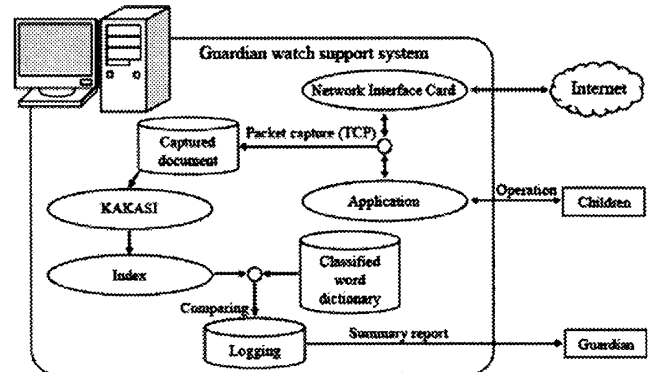 Guardian watch support system
Network Interface Card
Internet
Packet capture (TCP)
Captured
document
Operation
KAKASI
Application
Children
Index
Classified
word
dictionary
Comparing
Logging
Summary report
Guardian